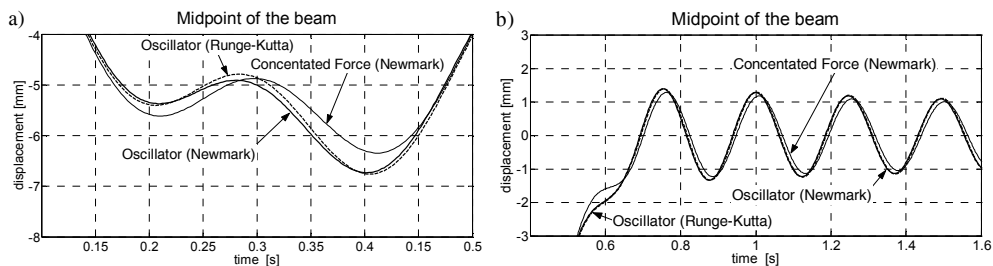 a)
Midpoint of the beam
-4
-5
-6
-7
-8
displacement [mm]
Oscillator (Runge-Kutta)
Concentated Force (Newmark)
Oscillator (Newmark)
0.15 0.2 0.25 0.3 0.35 0.4 0.45 0.5
time [s]
b)
Midpoint of the beam
3
2
1
0
-1
-2
-3
displacement [mm]
Concentated Force (Newmark)
Oscillator (Newmark)
Oscillator (Runge-Kutta)
0.6 0.8 1 1.2 1.4 1.6
time [s]